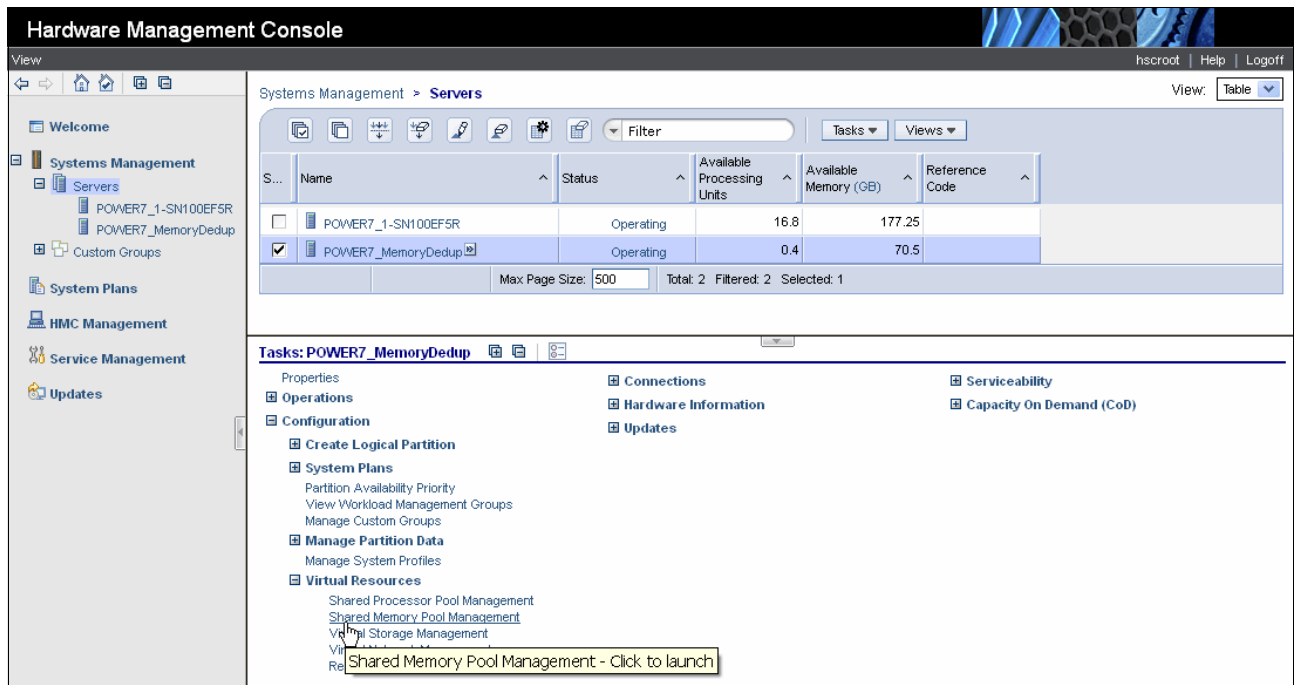 Hardware Management Console
View
hscroot | Help | Logoff
Systems Management > Servers
View: Table
Welcome
Systems Management
Servers
POWER7_1-SN100EF5R
POWER7_MemoryDedup
Custom Groups
System Plans
HMC Management
Service Management
Updates
Filter
Tasks
Views
S... Name Status Available Processing Units Available Memory (GB) Reference Code
POWER7_1-SN100EF5R Operating 16.8 177.25
POWER7_MemoryDedup Operating 0.4 70.5
Max Page Size: 500 Total: 2 Filtered: 2 Selected: 1
Tasks: POWER7_MemoryDedup
Properties
Operations
Configuration
Create Logical Partition
System Plans
Partition Availability Priority
View Workload Management Groups
Manage Custom Groups
Manage Partition Data
Manage System Profiles
Virtual Resources
Shared Processor Pool Management
Shared Memory Pool Management
Storage Management
Shared Memory Pool Management - Click to launch
Connections
Hardware Information
Updates
Serviceability
Capacity On Demand (CoD)